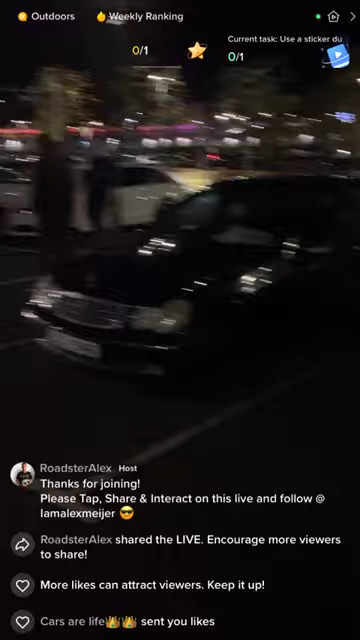 Outdoors
Weekly Ranking
0/1
Current task: Use a sticker du
0/1
RoadsterAlex Host
Thanks for joining!
Please Tap, Share & Interact on this live and follow @
Iamalexmeijer 😎
RoadsterAlex shared the LIVE. Encourage more viewers
to share!
More likes can attract viewers. Keep it up!
Cars are life👑👑 sent you likes